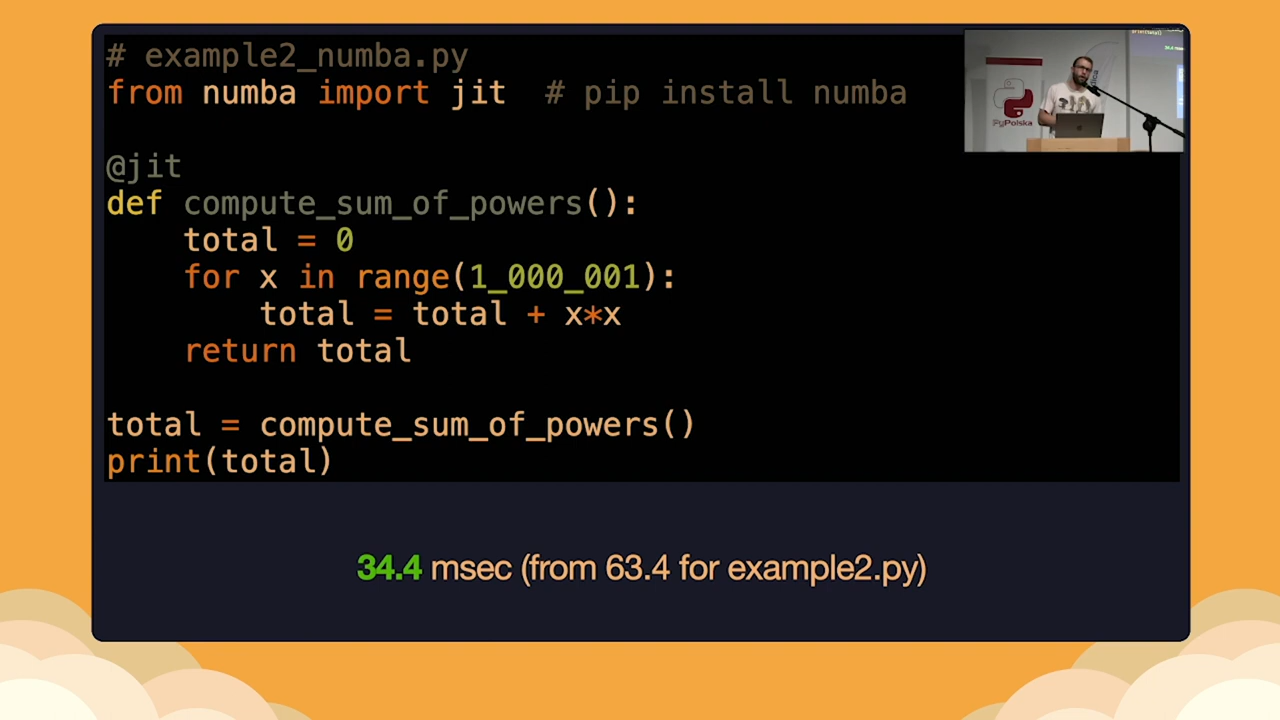 # example2_numba.py
from numba import jit  # pip install numba
@jit
def compute_sum_of_powers():
    total = 0
    for x in range(1_000_001):
        total = total + x*x
    return total
total = compute_sum_of_powers()
print(total)
34.4 msec (from 63.4 for example2.py)
PyPolska